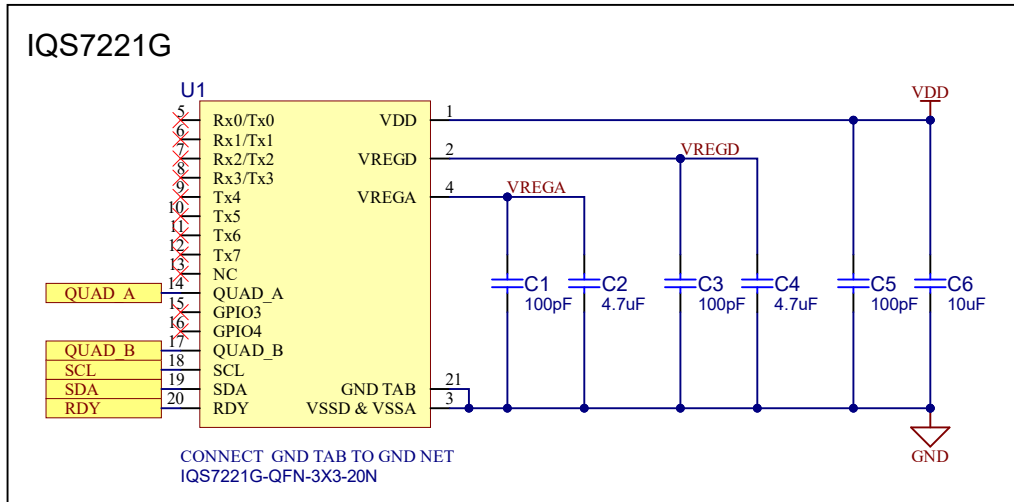 IQS7221G
U1
5 Rx0/Tx0 VDD 1 VDD
6 Rx1/Tx1
7 Rx2/Tx2 VREGD 2 VREGD
8 Rx3/Tx3
9 Tx4 VREGA 4 VREGA
10 Tx5
11 Tx6
12 Tx7
13 NC
QUAD_A 14 QUAD_A
15 GPIO3
16 GPIO4
QUAD_B 17 QUAD_B
SCL 18 SCL
SDA 19 SDA GND TAB 21
RDY 20 RDY VSSD & VSSA 3
C1 C2 C3 C4 C5 C6
100pF 4.7uF 100pF 4.7uF 100pF 10uF
GND
CONNECT GND TAB TO GND NET
IQS7221G-QFN-3X3-20N